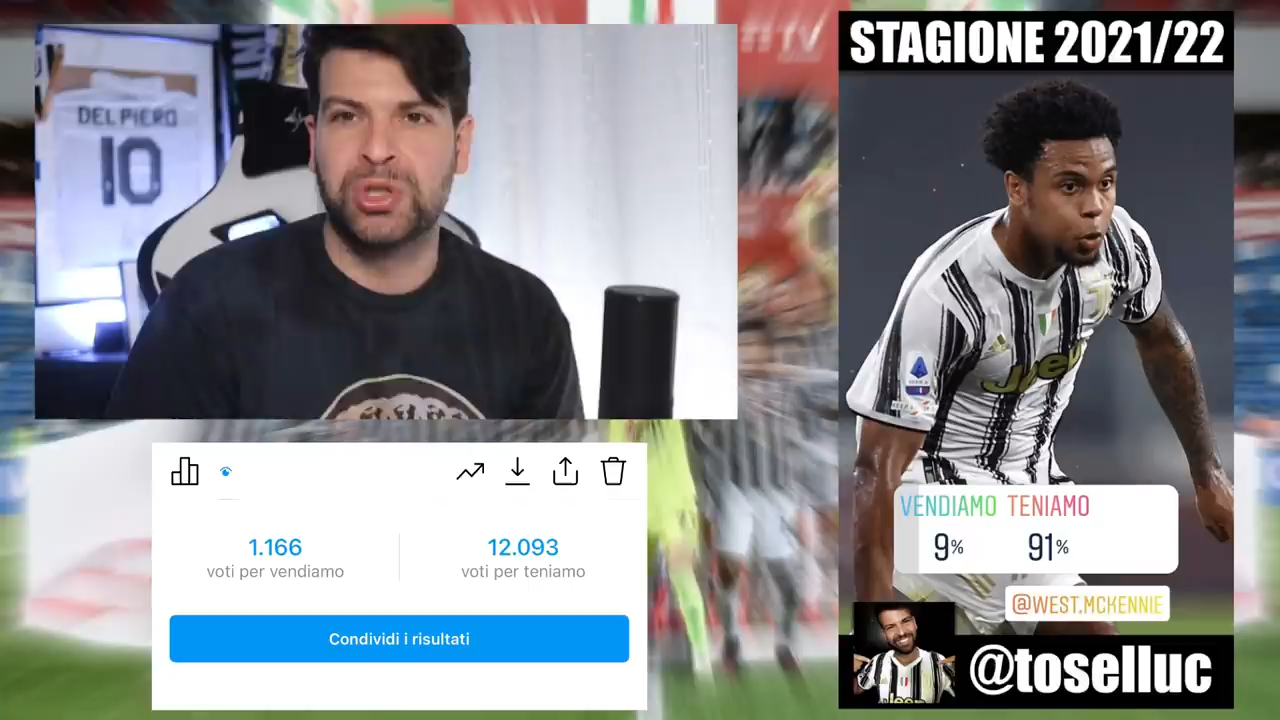 STAGIONE 2021/22
DEL PIERO
10
Jeep
VENDIAMO TENIAMO
9% 91%
@WEST.MCKENNIE
@toselluc
1.166
voti per vendiamo
12.093
voti per teniamo
Condividi i risultati